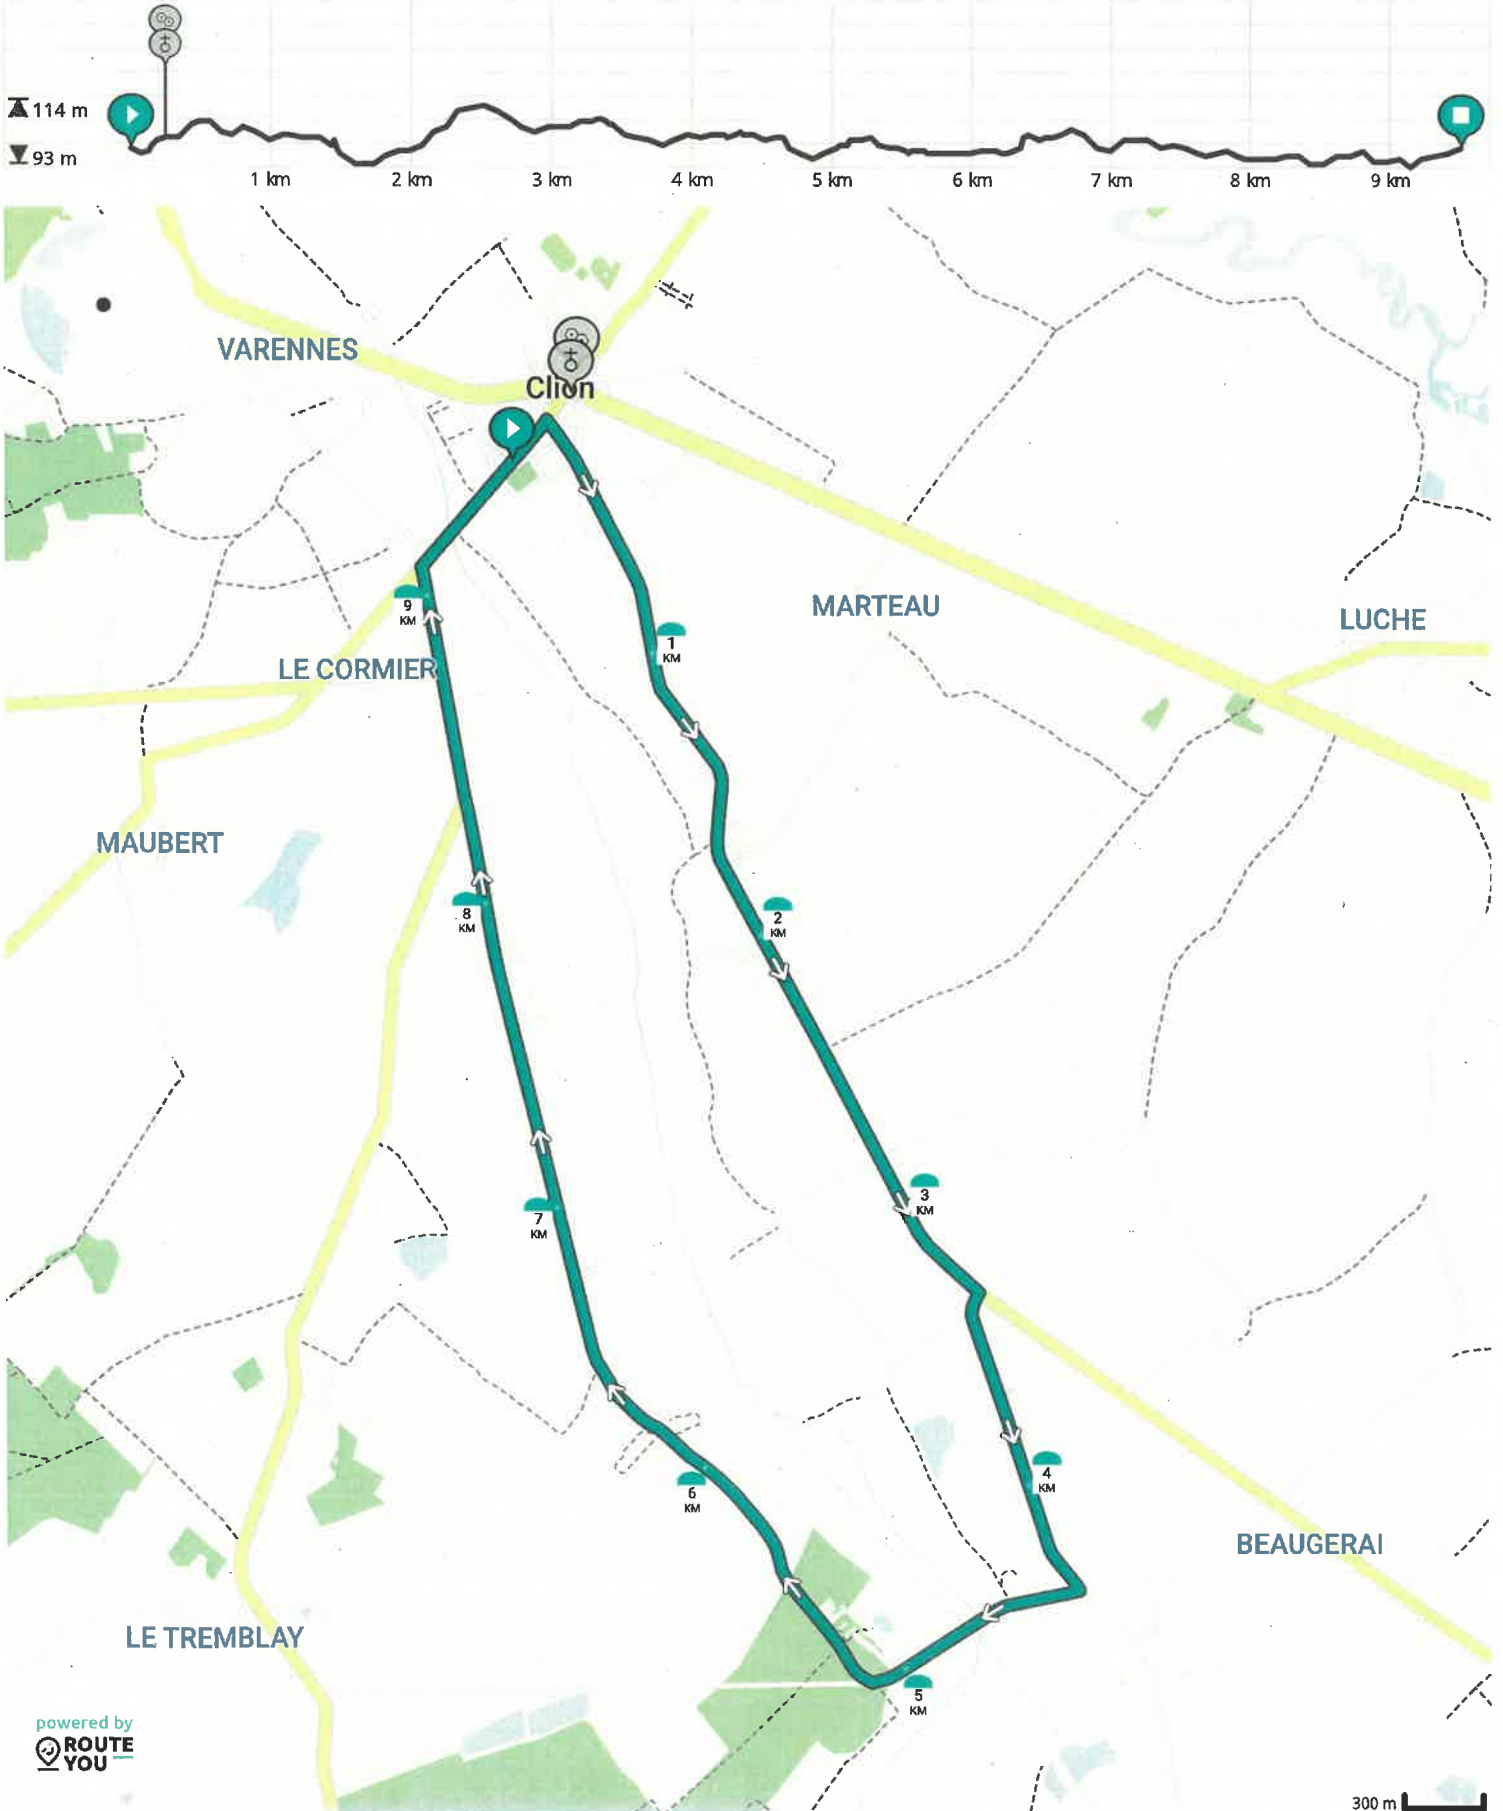 114 m
93 m
1 km 2 km 3 km 4 km 5 km 6 km 7 km 8 km 9 km
VARENNES
Clion
9
KM
MARTEAU
LUCHE
1
KM
LE CORMIER
MAUBERT
8
KM
2
KM
7
KM
3
KM
6
KM
4
KM
BEAUGERAI
LE TREMBLAY
5
KM
powered by
ROUTE
YOU
300 m